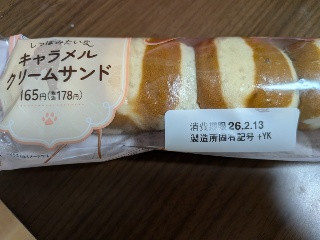 しっぽみたいな
キャラメル
クリームサンド
165円(税込178円)
消費期限 26.2.13
製造所固有記号 +YK